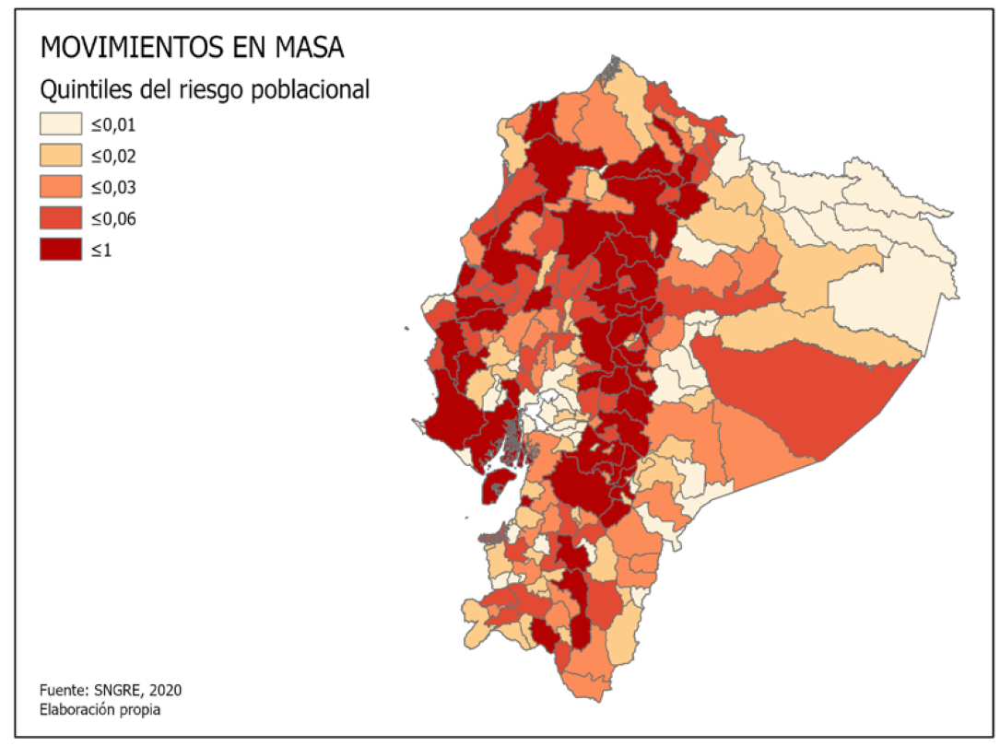 MOVIMIENTOS EN MASA
Quintiles del riesgo poblacional
≤0,01
≤0,02
≤0,03
≤0,06
≤1
Fuente: SNGRE, 2020
Elaboración propia